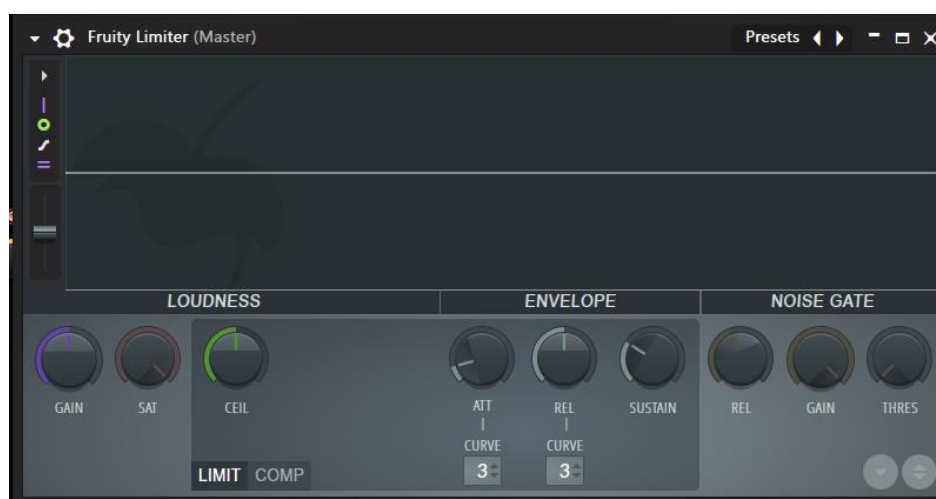 Fruity Limiter (Master) Presets
LOUDNESS ENVELOPE NOISE GATE
GAIN SAT CEIL ATT REL SUSTAIN REL GAIN THRES
CURVE CURVE
LIMIT COMP 3 3